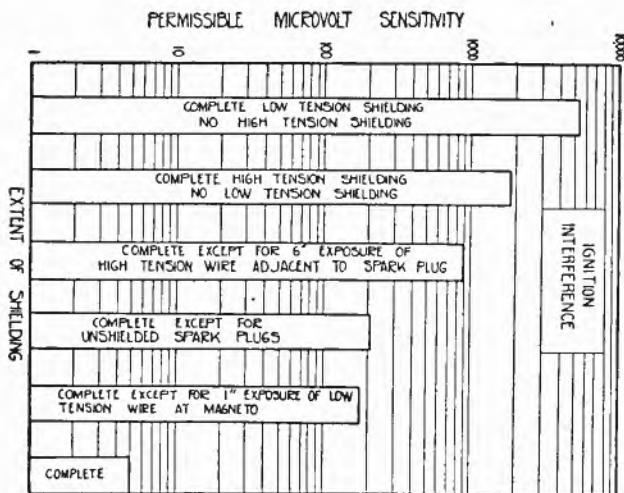 PERMISSIBLE MICROVOLT SENSITIVITY
1 10 100 1000 10000
COMPLETE LOW TENSION SHIELDING
NO HIGH TENSION SHIELDING
COMPLETE HIGH TENSION SHIELDING
NO LOW TENSION SHIELDING
COMPLETE EXCEPT FOR 6" EXPOSURE OF
HIGH TENSION WIRE ADJACENT TO SPARK PLUG
COMPLETE EXCEPT FOR
UNSHIELDED SPARK PLUGS
COMPLETE EXCEPT FOR 1" EXPOSURE OF LOW
TENSION WIRE AT MAGNETO
COMPLETE
EXTENT OF SHIELDING
IGNITION
INTERFERENCE